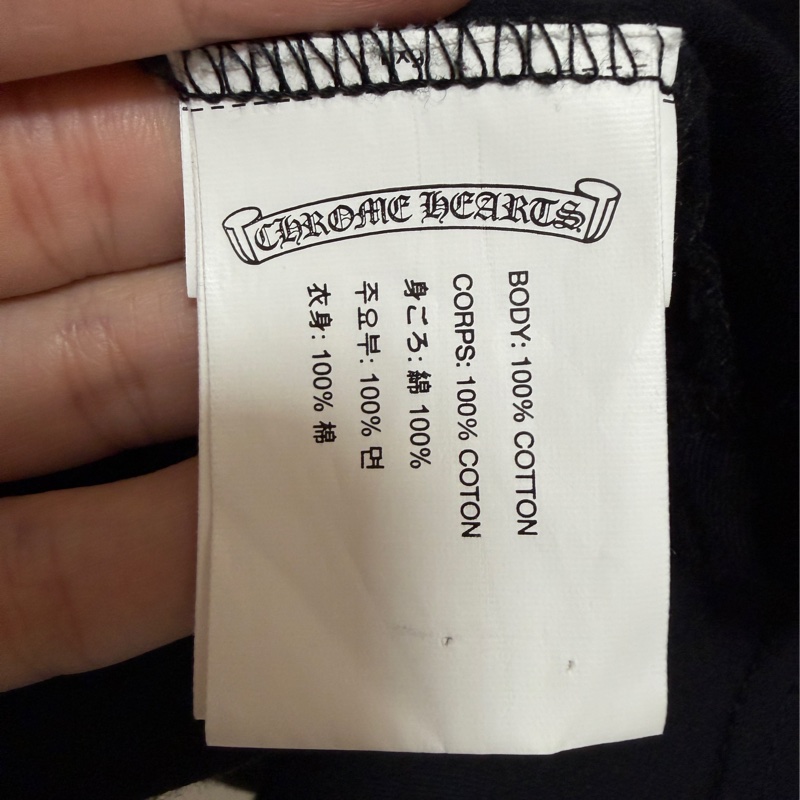 CHROME HEARTS
BODY: 100% COTTON
CORPS: 100% COTON
身ごろ: 綿 100%
주요부: 100% 면
衣身: 100% 棉